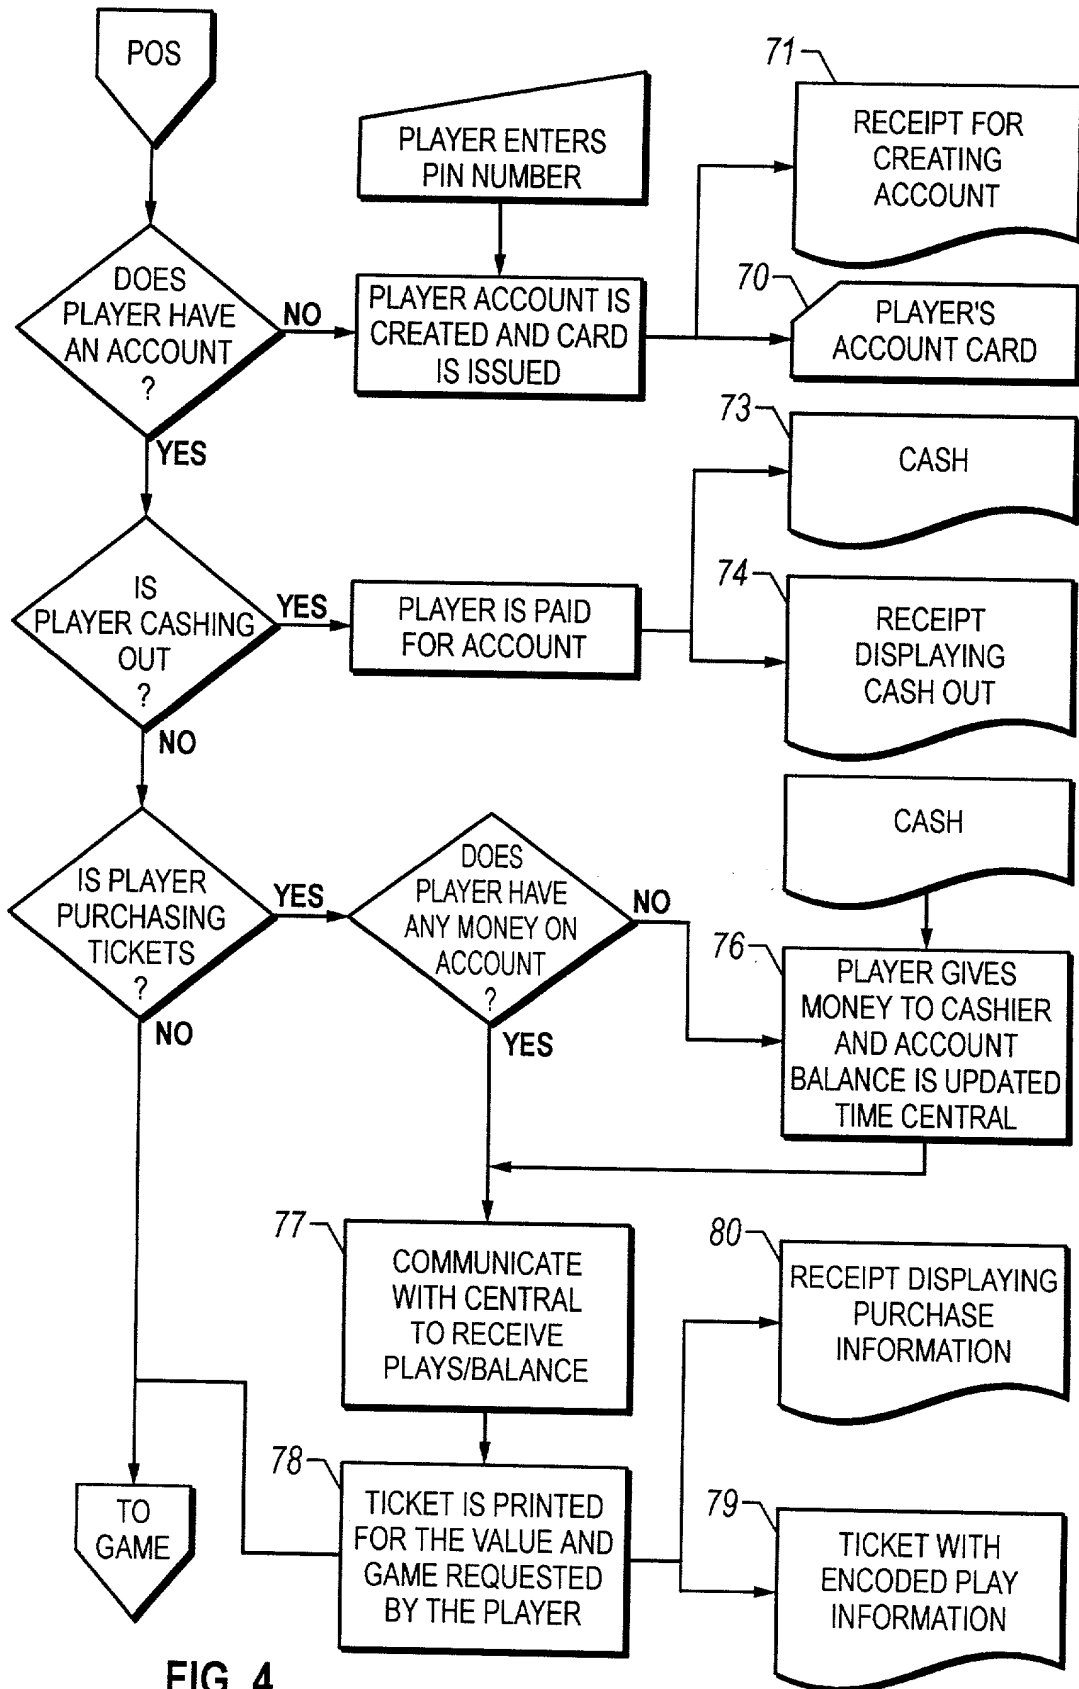 POS
71
RECEIPT FOR
CREATING
ACCOUNT
PLAYER ENTERS
PIN NUMBER
DOES
PLAYER HAVE
AN ACCOUNT
?
NO
PLAYER ACCOUNT IS
CREATED AND CARD
IS ISSUED
70
PLAYER'S
ACCOUNT CARD
YES
73
CASH
IS
PLAYER CASHING
OUT
?
YES
PLAYER IS PAID
FOR ACCOUNT
74
RECEIPT
DISPLAYING
CASH OUT
NO
CASH
IS PLAYER
PURCHASING
TICKETS
?
YES
DOES
PLAYER HAVE
ANY MONEY ON
ACCOUNT
?
NO
76
PLAYER GIVES
MONEY TO CASHIER
AND ACCOUNT
BALANCE IS UPDATED
TIME CENTRAL
NO
YES
77
COMMUNICATE
WITH CENTRAL
TO RECEIVE
PLAYS/BALANCE
80
RECEIPT DISPLAYING
PURCHASE
INFORMATION
TO
GAME
78
TICKET IS PRINTED
FOR THE VALUE AND
GAME REQUESTED
BY THE PLAYER
79
TICKET WITH
ENCODED PLAY
INFORMATION
FIG. 4